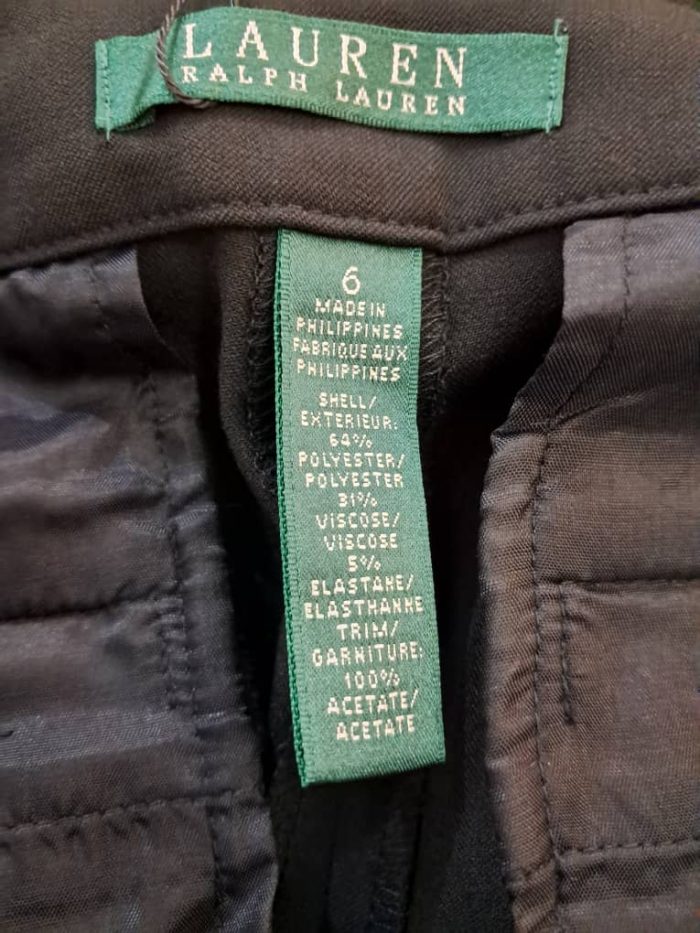 LAUREN
RALPH LAUREN
6
MADE IN
PHILIPPINES
FABRIQUE AUX
PHILIPPINES
SHELL/
EXTERIEUR:
64%
POLYESTER/
POLYESTER
31%
VISCOSE/
VISCOSE
5%
ELASTANE/
ELASTHANNE
TRIM/
GARNITURE:
100%
ACETATE/
ACETATE